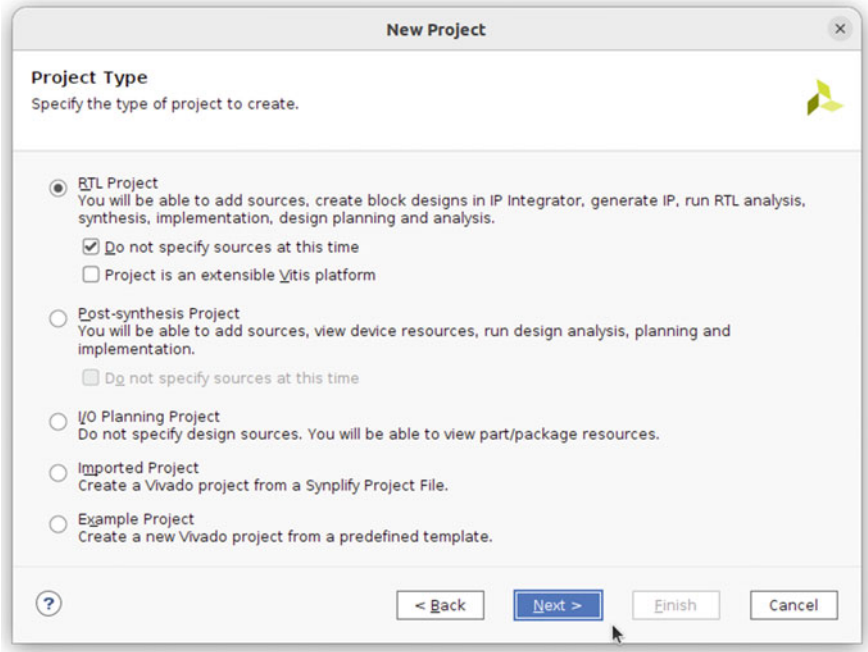 New Project
Project Type
Specify the type of project to create.
RTL Project
You will be able to add sources, create block designs in IP Integrator, generate IP, run RTL analysis,
synthesis, implementation, design planning and analysis.
Do not specify sources at this time
Project is an extensible Vitis platform
Post-synthesis Project
You will be able to add sources, view device resources, run design analysis, planning and
implementation.
Do not specify sources at this time
I/O Planning Project
Do not specify design sources. You will be able to view part/package resources.
Imported Project
Create a Vivado project from a Synplify Project File.
Example Project
Create a new Vivado project from a predefined template.
?
< Back
Next >
Finish
Cancel